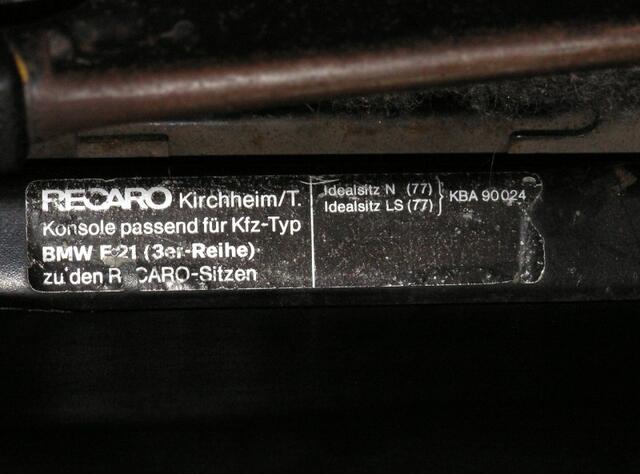 RECARO Kirchheim/T.
Konsole passend für Kfz-Typ
BMW E 21 (3er-Reihe)
zu den RECARO-Sitzen
Idealsitz N (77)
Idealsitz LS (77)
KBA 90024